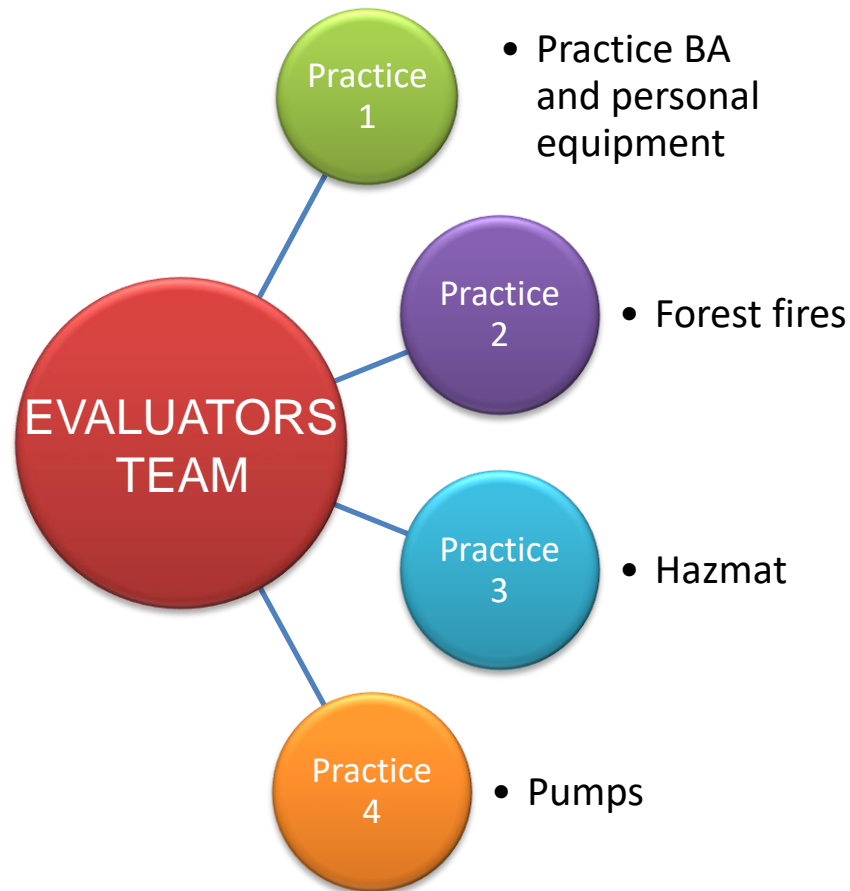 Practice
1
• Practice BA
and personal
equipment
Practice
2
• Forest fires
EVALUATORS
TEAM
Practice
3
• Hazmat
Practice
4
• Pumps